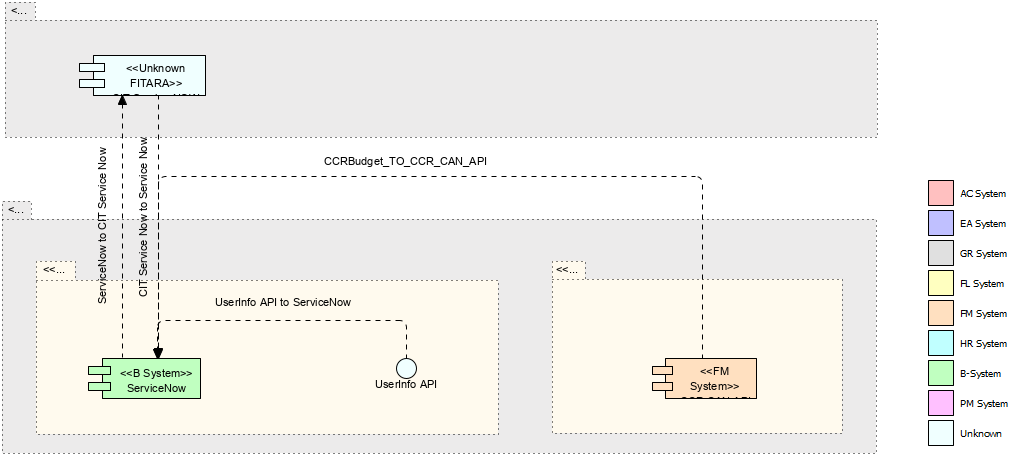 <...
<<Unknown
FITARA>>
ServiceNow to CIT Service Now
CIT Service Now to Service Now
CCRBudget_TO_CCR_CAN_API
<...
<<...
<<...
UserInfo API to ServiceNow
<<B System>>
ServiceNow
UserInfo API
<<FM
System>>
AC System
EA System
GR System
FL System
FM System
HR System
B-System
PM System
Unknown